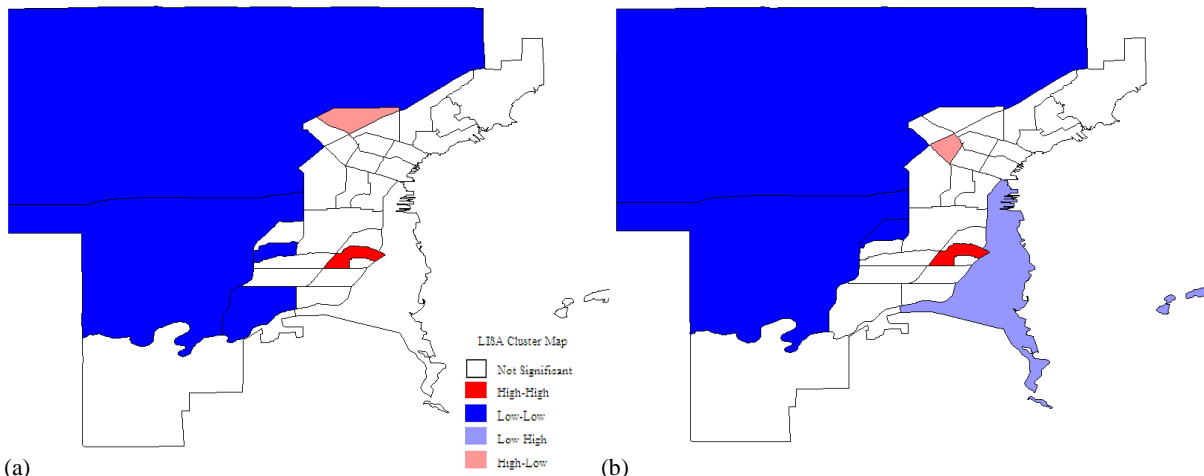 LISA Cluster Map
Not Significant
High-High
Low-Low
Low High
High-Low
(a)
(b)